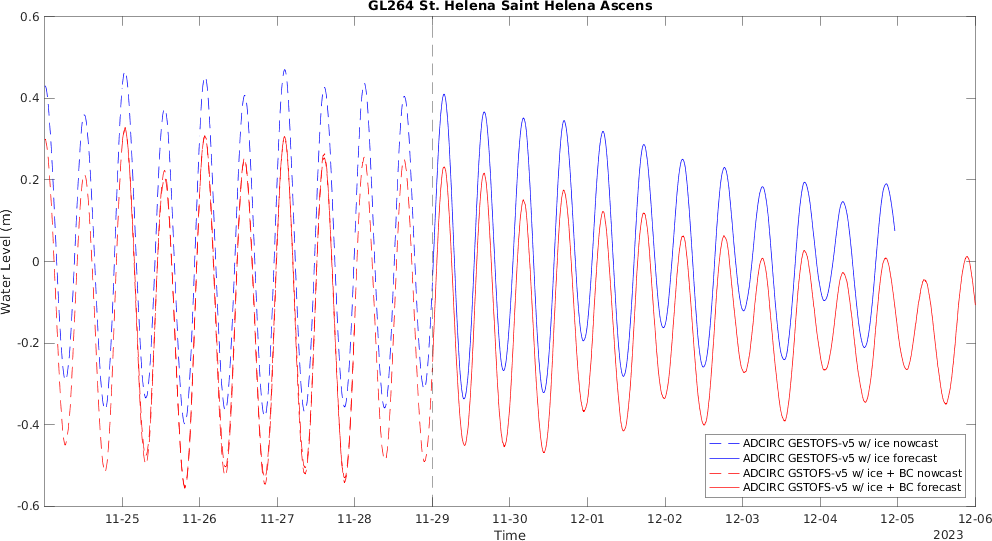 GL264 St. Helena Saint Helena Ascens
0.6
0.4
0.2
0
-0.2
-0.4
-0.6
Water Level (m)
11-25 11-26 11-27 11-28 11-29 11-30 12-01 12-02 12-03 12-04 12-05 12-06
Time
2023
ADCIRC GESTOFS-v5 w/ ice nowcast
ADCIRC GESTOFS-v5 w/ ice forecast
ADCIRC GSTOFS-v5 w/ ice + BC nowcast
ADCIRC GSTOFS-v5 w/ ice + BC forecast